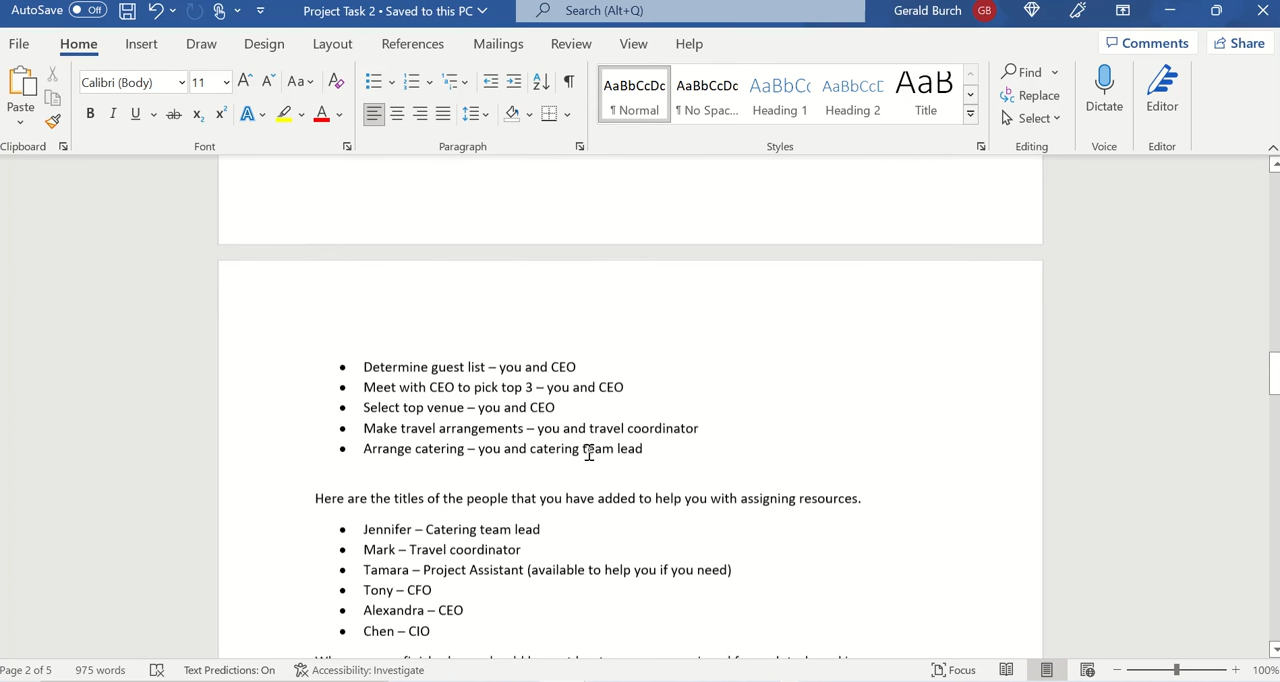 AutoSave Off Project Task 2 • Saved to this PC Search (Alt+Q) Gerald Burch GB
File Home Insert Draw Design Layout References Mailings Review View Help Comments Share
Calibri (Body) 11 Aa AaBbCcDc AaBbCcDc AaBbCc AaBbCcD AaB Find
Paste B I U ab x₂ x² A A ¶ Normal ¶ No Spac... Heading 1 Heading 2 Title Replace Dictate Editor
Select
Clipboard Font Paragraph Styles Editing Voice Editor
• Determine guest list – you and CEO
• Meet with CEO to pick top 3 – you and CEO
• Select top venue – you and CEO
• Make travel arrangements – you and travel coordinator
• Arrange catering – you and catering team lead
Here are the titles of the people that you have added to help you with assigning resources.
• Jennifer – Catering team lead
• Mark – Travel coordinator
• Tamara – Project Assistant (available to help you if you need)
• Tony – CFO
• Alexandra – CEO
• Chen – CIO
Page 2 of 5 975 words Text Predictions: On Accessibility: Investigate Focus 100%